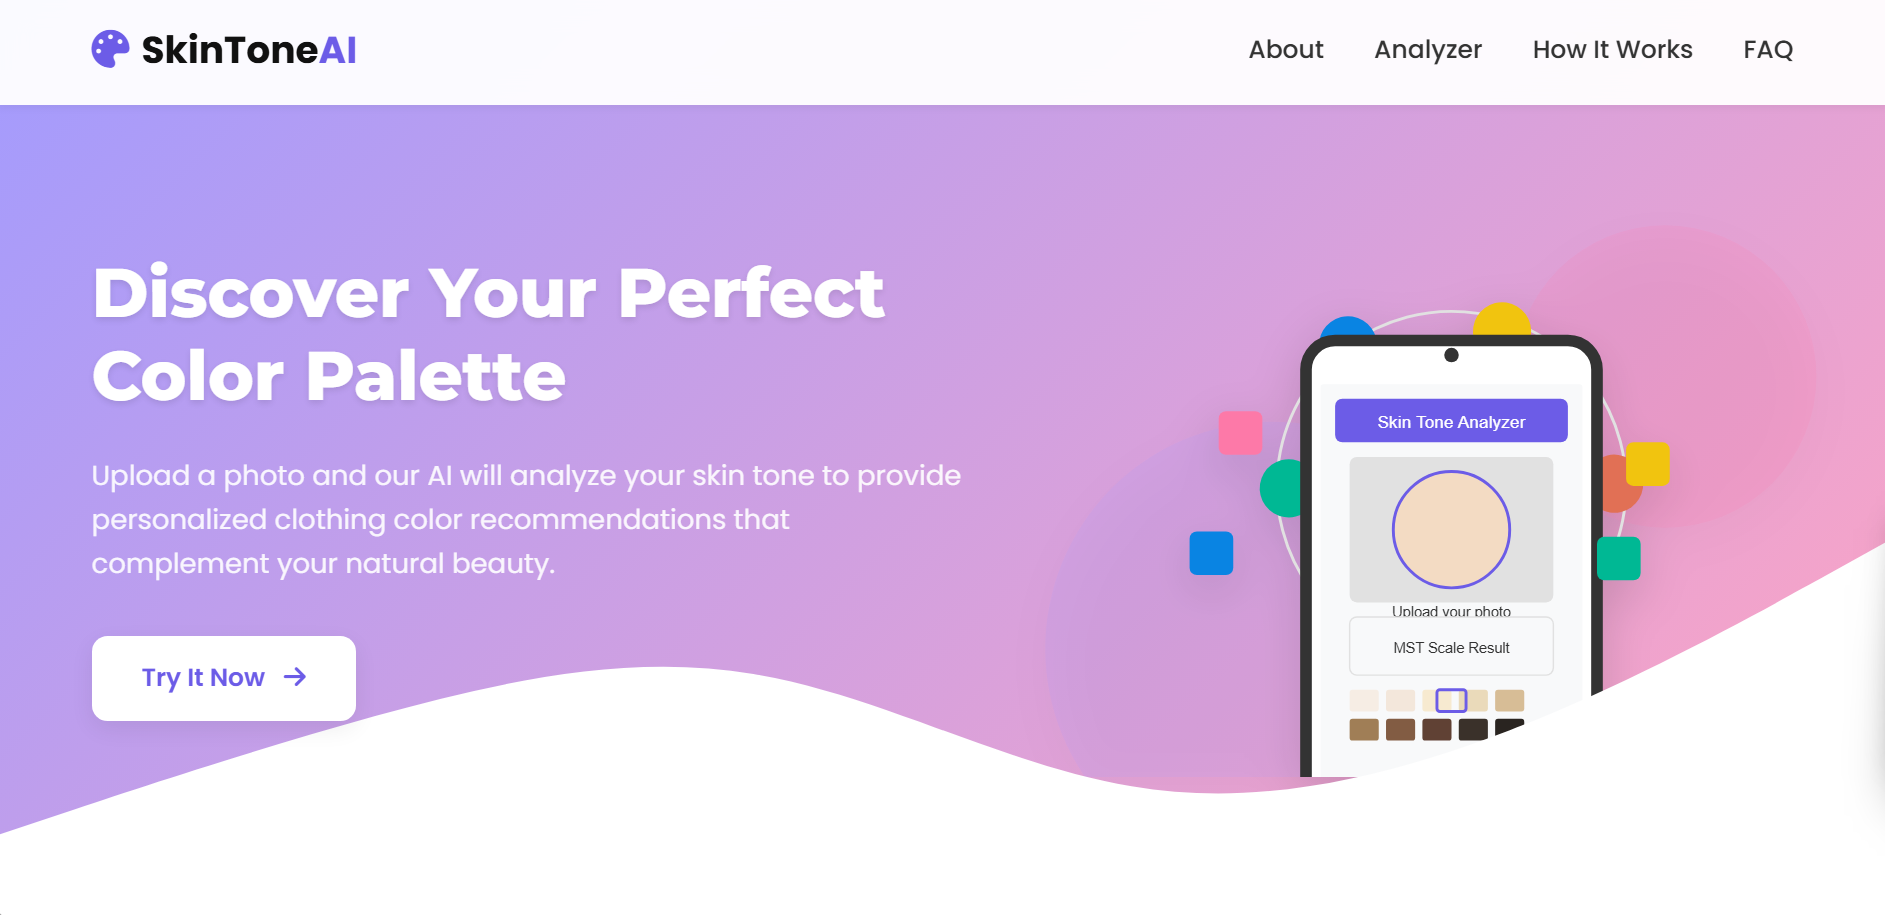 SkinToneAI
About
Analyzer
How It Works
FAQ
Discover Your Perfect
Color Palette
Upload a photo and our AI will analyze your skin tone to provide
personalized clothing color recommendations that
complement your natural beauty.
Try It Now
Skin Tone Analyzer
Upload your photo
MST Scale Result